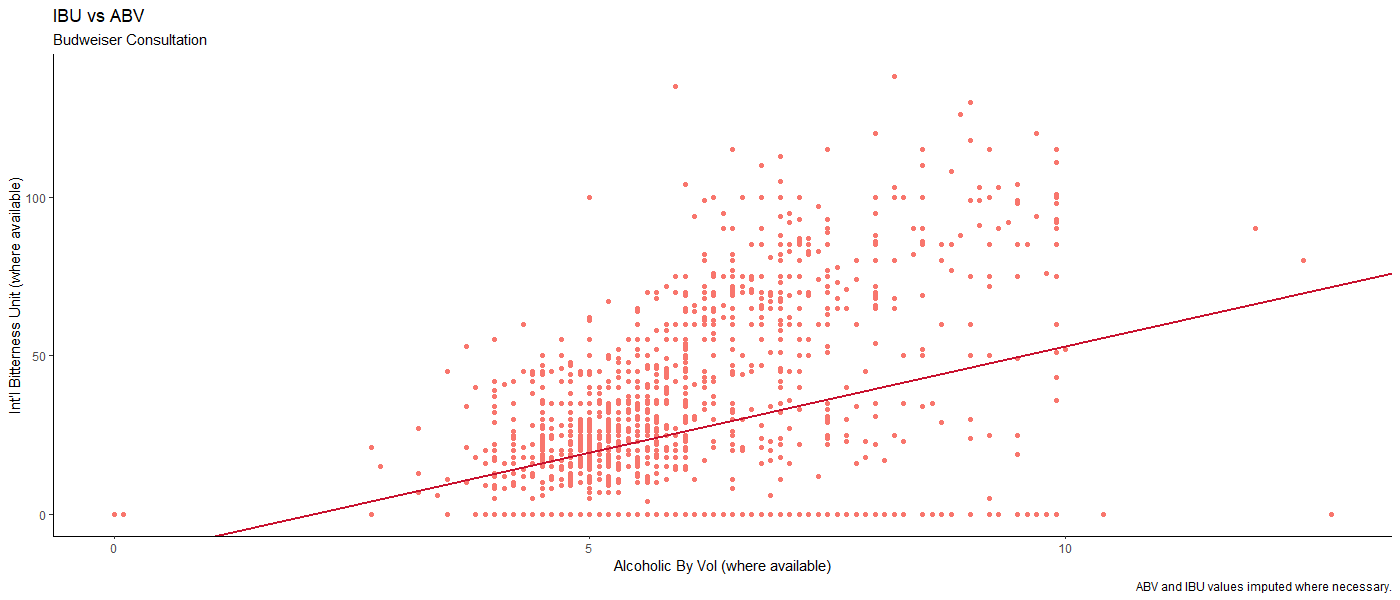 IBU vs ABV
Budweiser Consultation
Int'l Bitterness Unit (where available)
100
50
0
0
5
10
Alcoholic By Vol (where available)
ABV and IBU values imputed where necessary.